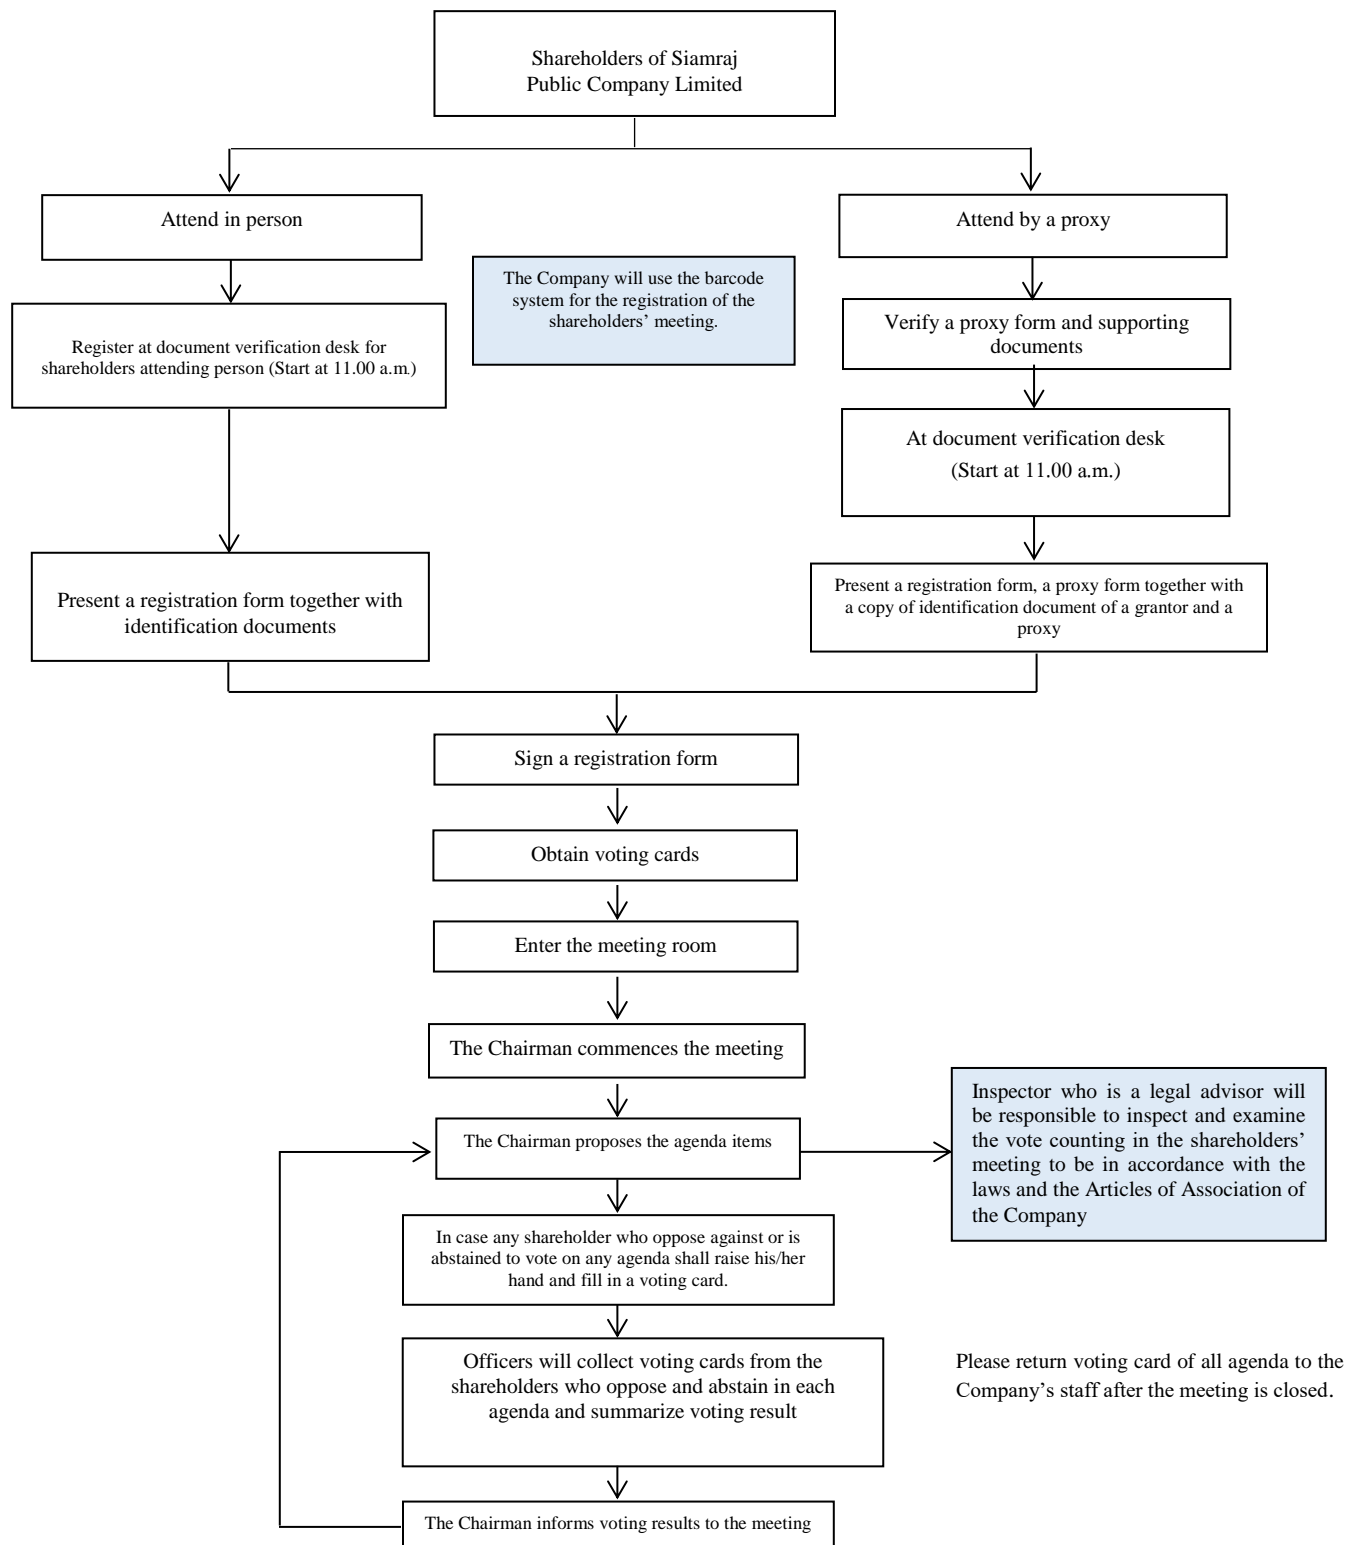 Shareholders of Siamraj
Public Company Limited
Attend in person
Attend by a proxy
The Company will use the barcode
system for the registration of the
shareholders’ meeting.
Register at document verification desk for
shareholders attending person (Start at 11.00 a.m.)
Verify a proxy form and supporting
documents
At document verification desk
(Start at 11.00 a.m.)
Present a registration form together with
identification documents
Present a registration form, a proxy form together with
a copy of identification document of a grantor and a
proxy
Sign a registration form
Obtain voting cards
Enter the meeting room
The Chairman commences the meeting
The Chairman proposes the agenda items
Inspector who is a legal advisor will
be responsible to inspect and examine
the vote counting in the shareholders’
meeting to be in accordance with the
laws and the Articles of Association of
the Company
In case any shareholder who oppose against or is
abstained to vote on any agenda shall raise his/her
hand and fill in a voting card.
Officers will collect voting cards from the
shareholders who oppose and abstain in each
agenda and summarize voting result
Please return voting card of all agenda to the
Company’s staff after the meeting is closed.
The Chairman informs voting results to the meeting